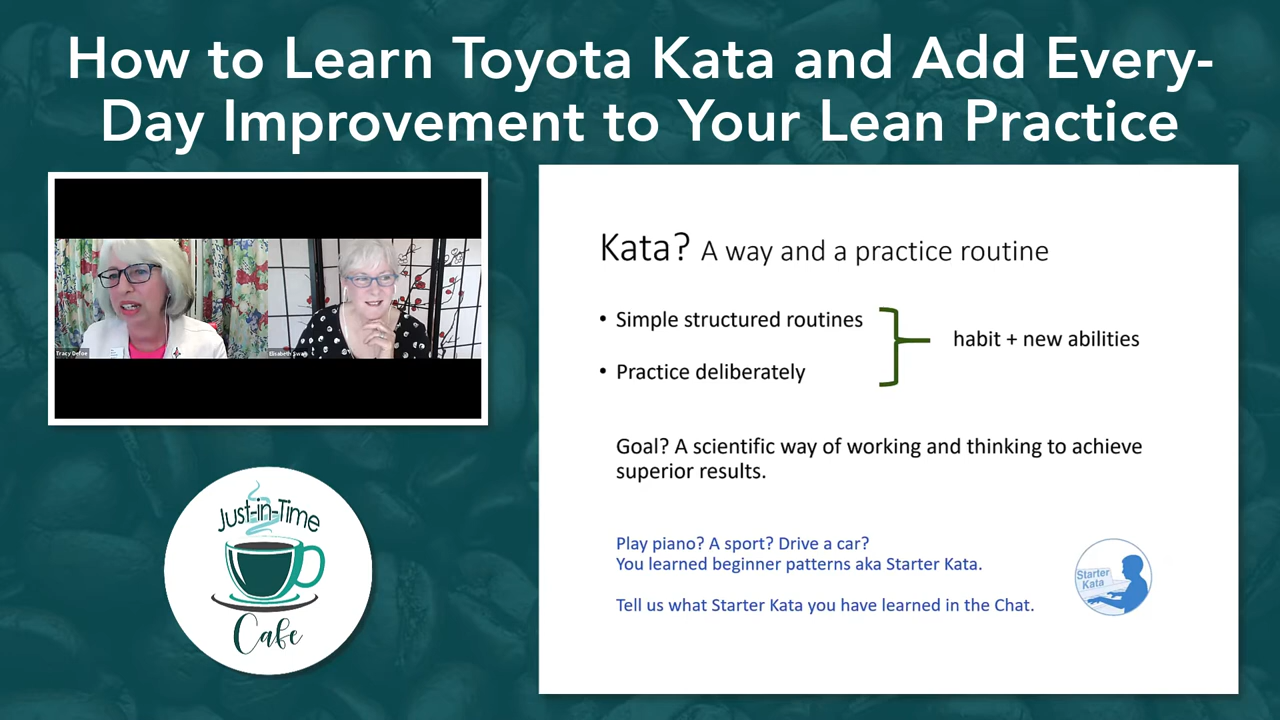 How to Learn Toyota Kata and Add Every-
Day Improvement to Your Lean Practice
Tracy Defoe
Elisabeth Swan
Just-in-Time
Cafe
Kata? A way and a practice routine
• Simple structured routines
• Practice deliberately
habit + new abilities
Goal? A scientific way of working and thinking to achieve
superior results.
Play piano? A sport? Drive a car?
You learned beginner patterns aka Starter Kata.
Tell us what Starter Kata you have learned in the Chat.
Starter
Kata